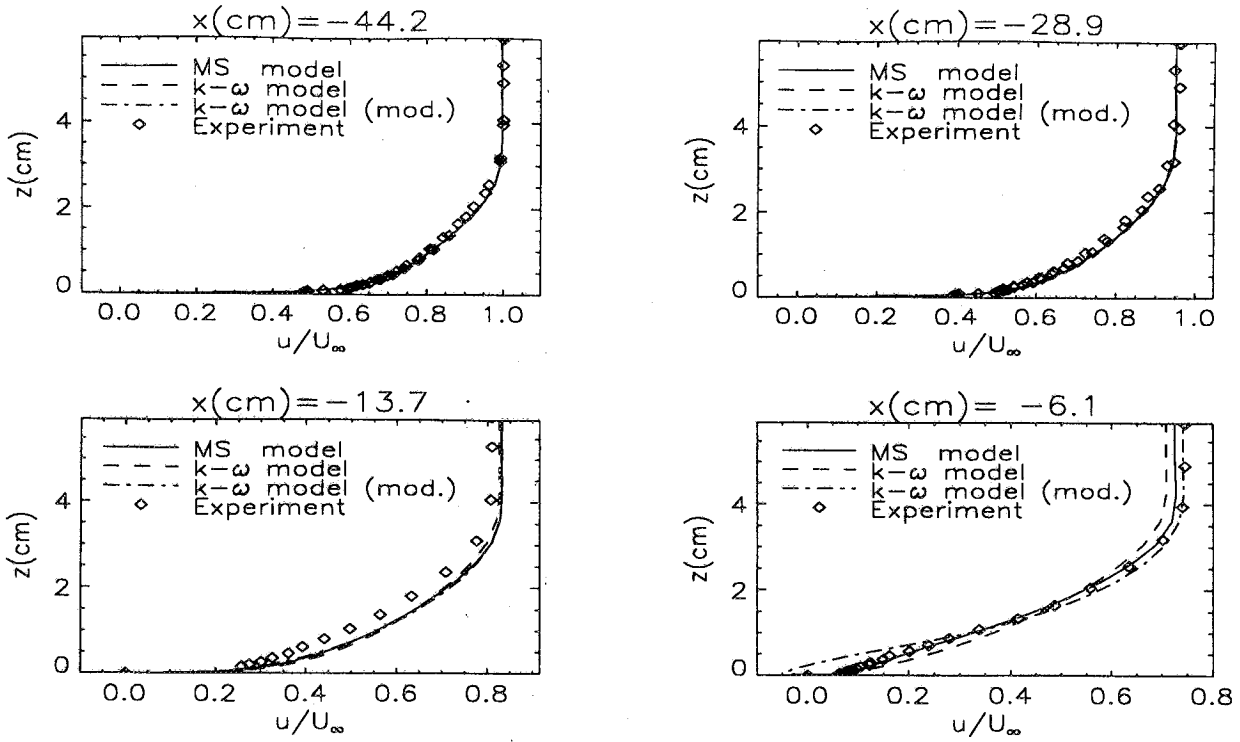 x(cm)=-44.2
MS model
k-ω model
k-ω model (mod.)
Experiment
z(cm)
4
2
0
0.0 0.2 0.4 0.6 0.8 1.0
u/U∞
x(cm)=-28.9
MS model
k-ω model
k-ω model (mod.)
Experiment
z(cm)
4
2
0
0.0 0.2 0.4 0.6 0.8 1.0
u/U∞
x(cm)=-13.7
MS model
k-ω model
k-ω model (mod.)
Experiment
z(cm)
4
2
0
0.0 0.2 0.4 0.6 0.8
u/U∞
x(cm)= -6.1
MS model
k-ω model
k-ω model (mod.)
Experiment
z(cm)
4
2
0
0.0 0.2 0.4 0.6 0.8
u/U∞